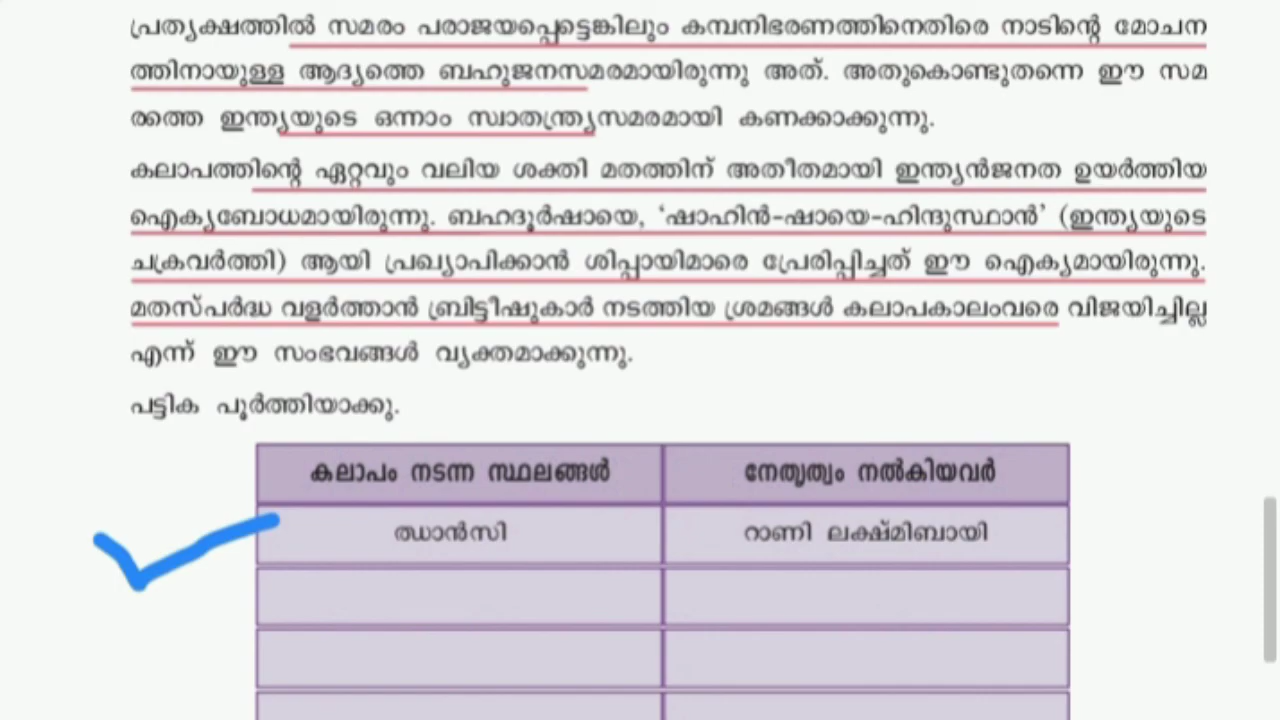 പ്രത്യക്ഷത്തിൽ സമരം പരാജയപ്പെട്ടെങ്കിലും കമ്പനിഭരണത്തിനെതിരെ നാടിന്റെ മോചന
ത്തിനായുള്ള ആദ്യത്തെ ബഹുജനസമരമായിരുന്നു അത്. അതുകൊണ്ടുതന്നെ ഈ സമ
രത്തെ ഇന്ത്യയുടെ ഒന്നാം സ്വാതന്ത്ര്യസമരമായി കണക്കാക്കുന്നു.
കലാപത്തിന്റെ ഏറ്റവും വലിയ ശക്തി മതത്തിന് അതീതമായി ഇന്ത്യൻജനത ഉയർത്തിയ
ഐക്യബോധമായിരുന്നു. ബഹദൂർഷായെ, ‘ഷാഹിൻ-ഷായെ-ഹിന്ദുസ്ഥാൻ’ (ഇന്ത്യയുടെ
ചക്രവർത്തി) ആയി പ്രഖ്യാപിക്കാൻ ശിപ്പായിമാരെ പ്രേരിപ്പിച്ചത് ഈ ഐക്യമായിരുന്നു.
മതസ്പർദ്ധ വളർത്താൻ ബ്രിട്ടീഷുകാർ നടത്തിയ ശ്രമങ്ങൾ കലാപകാലംവരെ വിജയിച്ചില്ല
എന്ന് ഈ സംഭവങ്ങൾ വ്യക്തമാക്കുന്നു.
പട്ടിക പൂർത്തിയാക്കൂ.
കലാപം നടന്ന സ്ഥലങ്ങൾ നേതൃത്വം നൽകിയവർ
ഝാൻസി റാണി ലക്ഷ്മിബായി